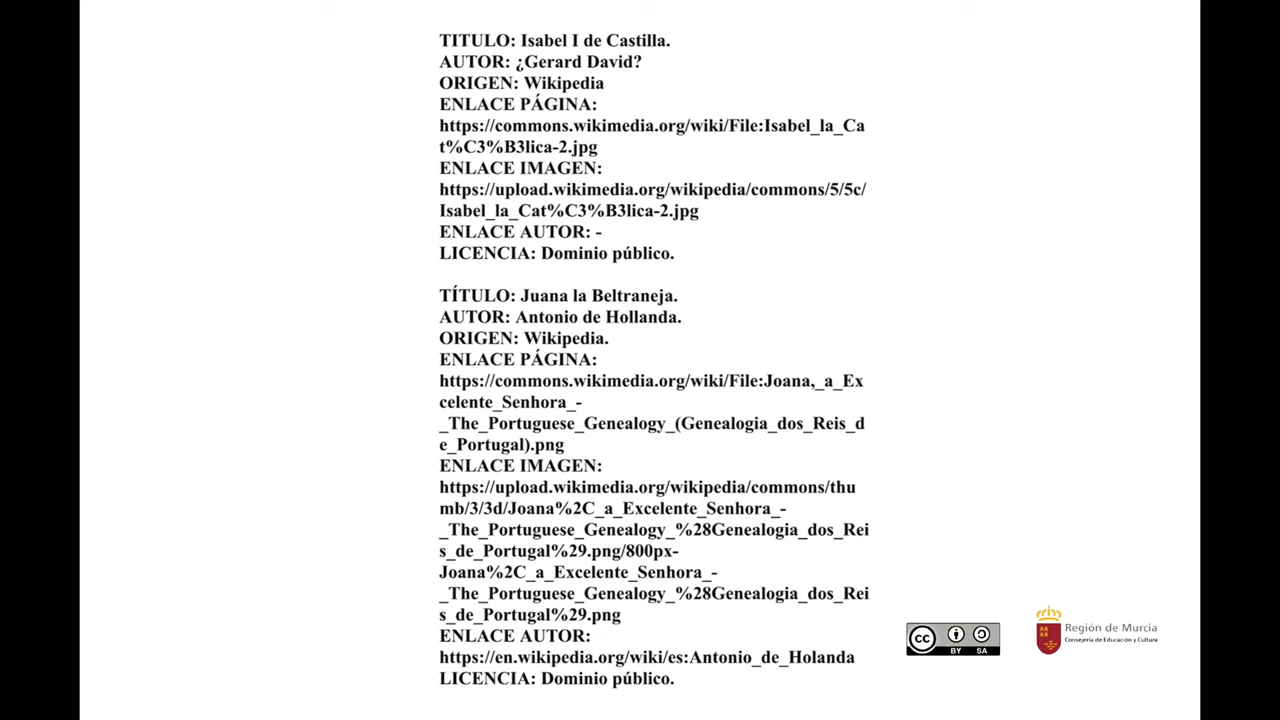 TITULO: Isabel I de Castilla.
AUTOR: ¿Gerard David?
ORIGEN: Wikipedia
ENLACE PÁGINA:
https://commons.wikimedia.org/wiki/File:Isabel_la_Ca
t%C3%B3lica-2.jpg
ENLACE IMAGEN:
https://upload.wikimedia.org/wikipedia/commons/5/5c/
Isabel_la_Cat%C3%B3lica-2.jpg
ENLACE AUTOR: -
LICENCIA: Dominio público.
TÍTULO: Juana la Beltraneja.
AUTOR: Antonio de Hollanda.
ORIGEN: Wikipedia.
ENLACE PÁGINA:
https://commons.wikimedia.org/wiki/File:Joana,_a_Ex
celente_Senhora_-
_The_Portuguese_Genealogy_(Genealogia_dos_Reis_d
e_Portugal).png
ENLACE IMAGEN:
https://upload.wikimedia.org/wikipedia/commons/thu
mb/3/3d/Joana%2C_a_Excelente_Senhora_-
_The_Portuguese_Genealogy_%28Genealogia_dos_Rei
s_de_Portugal%29.png/800px-
Joana%2C_a_Excelente_Senhora_-
_The_Portuguese_Genealogy_%28Genealogia_dos_Rei
s_de_Portugal%29.png
ENLACE AUTOR:
https://en.wikipedia.org/wiki/es:Antonio_de_Holanda
LICENCIA: Dominio público.
cc BY SA
Región de Murcia
Consejería de Educación y Cultura